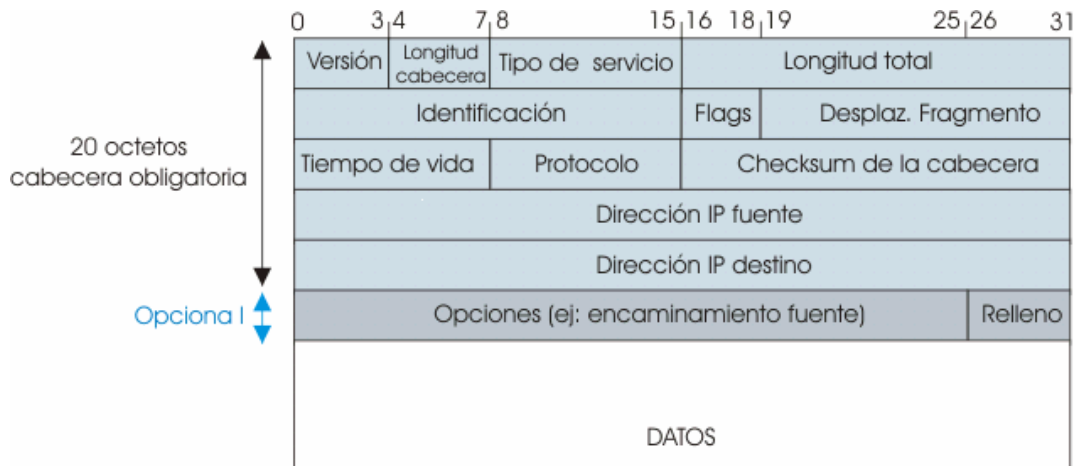 0 3 4 7 8 15 16 18 19 25 26 31
Versión Longitud cabecera Tipo de servicio Longitud total
Identificación Flags Desplaz. Fragmento
20 octetos
cabecera obligatoria
Tiempo de vida Protocolo Checksum de la cabecera
Dirección IP fuente
Dirección IP destino
Opciona l Opciones (ej: encaminamiento fuente) Relleno
DATOS